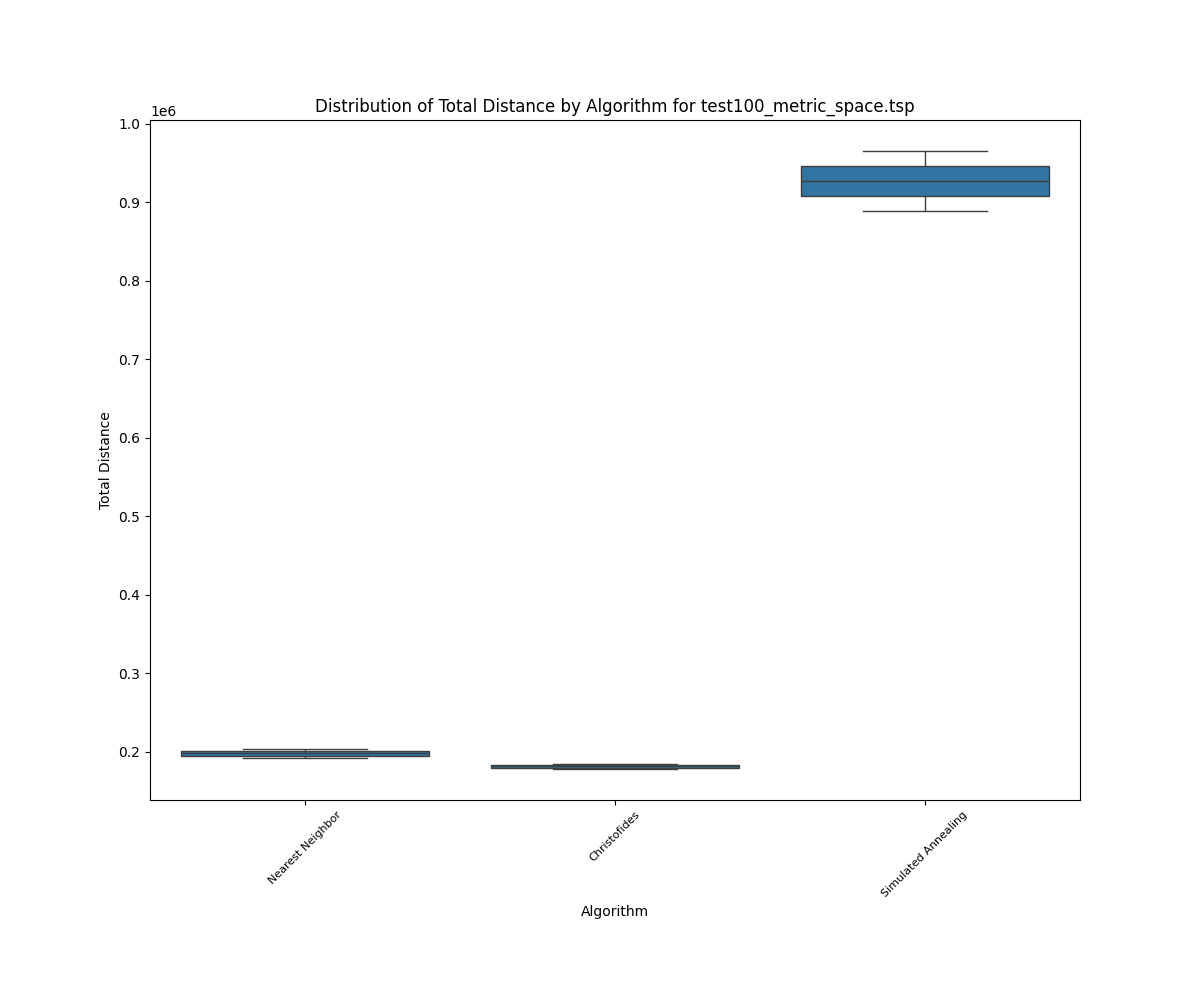 Distribution of Total Distance by Algorithm for test100_metric_space.tsp
1e6
1.0
0.9
0.8
0.7
0.6
0.5
0.4
0.3
0.2
Total Distance
Nearest Neighbor
Christofides
Simulated Annealing
Algorithm